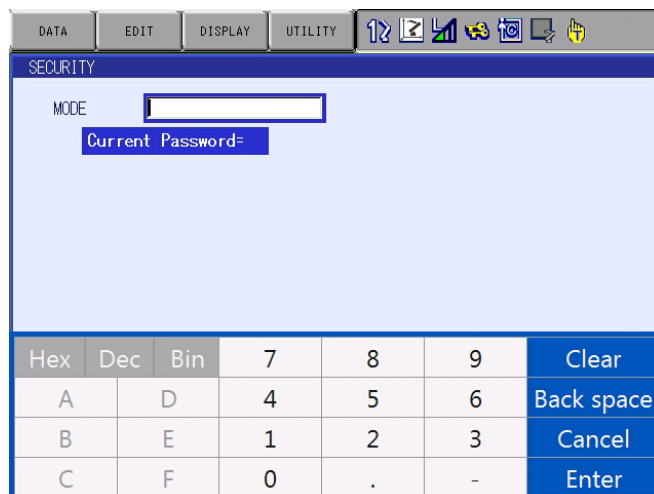 DATA EDIT DISPLAY UTILITY
SECURITY
MODE
Current Password=
Hex Dec Bin 7 8 9 Clear
A D 4 5 6 Back space
B E 1 2 3 Cancel
C F 0 . - Enter